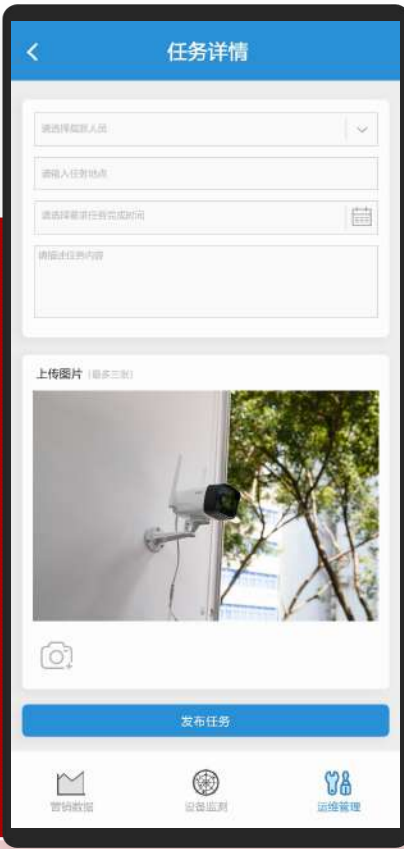 任务详情
请选择指派人员
请输入任务地点
请选择要求任务完成时间
请描述任务内容
上传图片 (最多三张)
发布任务
营销数据
设备监测
运维管理